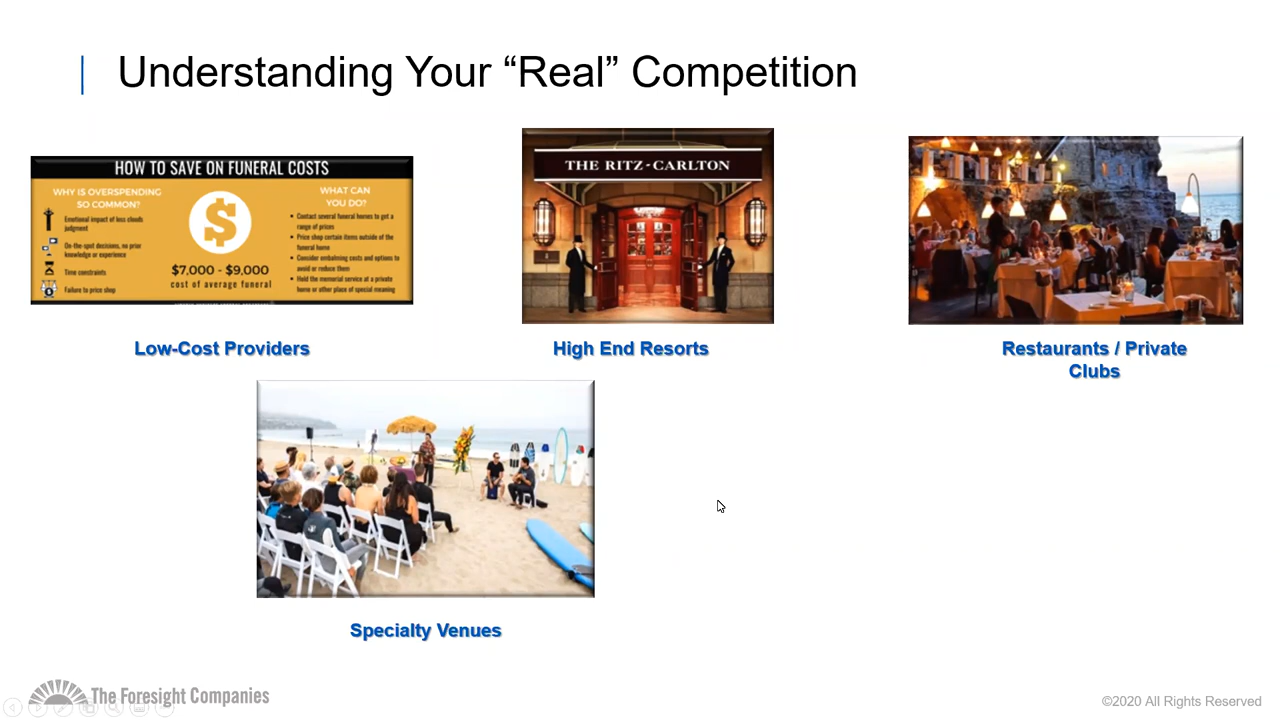 Understanding Your “Real” Competition
HOW TO SAVE ON FUNERAL COSTS
WHY IS OVERSPENDING
SO COMMON?
Emotional impact of loss clouds
judgment
On-the-spot decisions, no prior
knowledge or experience
Time constraints
Failure to price shop
$
$7,000 - $9,000
cost of average funeral
WHAT CAN
YOU DO?
• Contact several funeral homes to get a
range of prices
• Price shop certain items outside of the
funeral home
• Consider embalming costs and options to
avoid or reduce them
• Hold the memorial service at a private
home or other place of special meaning
Low-Cost Providers
THE RITZ-CARLTON
High End Resorts
Restaurants / Private
Clubs
Specialty Venues
The Foresight Companies
©2020 All Rights Reserved